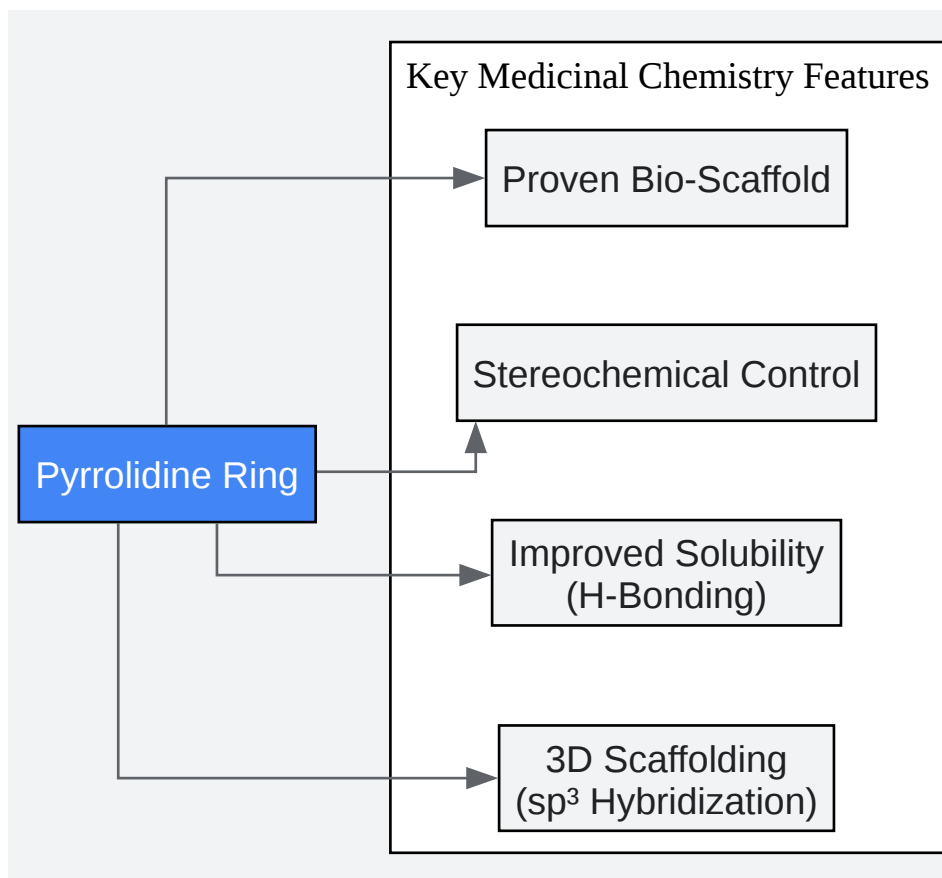 Key Medicinal Chemistry Features
Proven Bio-Scaffold
Stereochemical Control
Pyrrolidine Ring
Improved Solubility
(H-Bonding)
3D Scaffolding
(sp³ Hybridization)